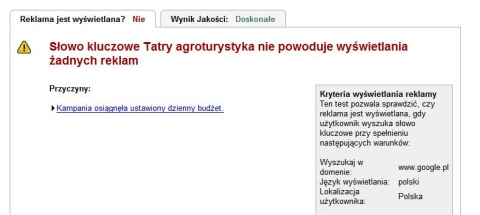 Reklama jest wyświetlana? Nie
Wynik Jakości: Doskonałe
Słowo kluczowe Tatry agroturystyka nie powoduje wyświetlania
żadnych reklam
Przyczyny:
Kampania osiągnęła ustawiony dzienny budżet.
Kryteria wyświetlania reklamy
Ten test pozwala sprawdzić, czy
reklama jest wyświetlana, gdy
użytkownik wyszuka słowo
kluczowe przy spełnieniu
następujących warunków:
Wyszukaj w
domenie: www.google.pl
Język wyświetlania: polski
Lokalizacja
użytkownika: Polska